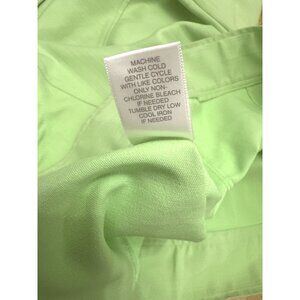 MACHINE
WASH COLD
GENTLE CYCLE
WITH LIKE COLORS
ONLY NON-
CHLORINE BLEACH
IF NEEDED
TUMBLE DRY LOW
COOL IRON
IF NEEDED